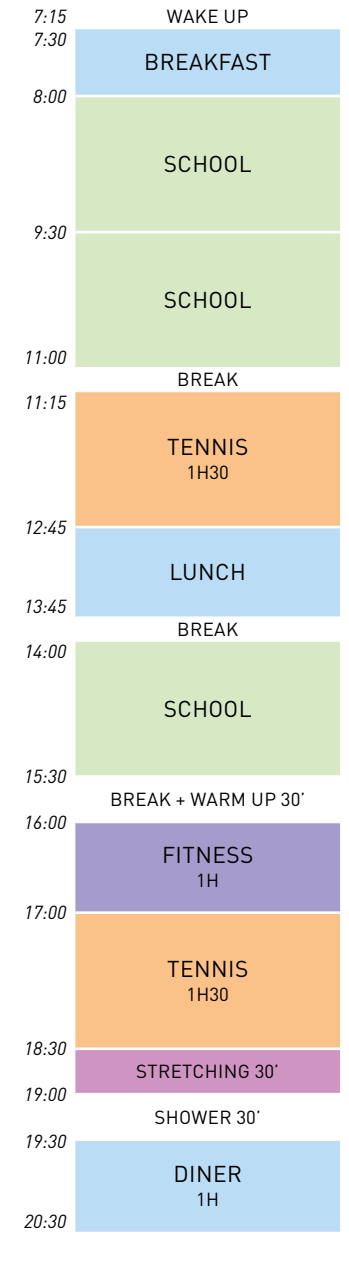 7:15 WAKE UP
7:30
BREAKFAST
8:00
SCHOOL
9:30
SCHOOL
11:00
BREAK
11:15
TENNIS
1H30
12:45
LUNCH
13:45
BREAK
14:00
SCHOOL
15:30
BREAK + WARM UP 30’
16:00
FITNESS
1H
17:00
TENNIS
1H30
18:30
STRETCHING 30’
19:00
SHOWER 30’
19:30
DINER
1H
20:30